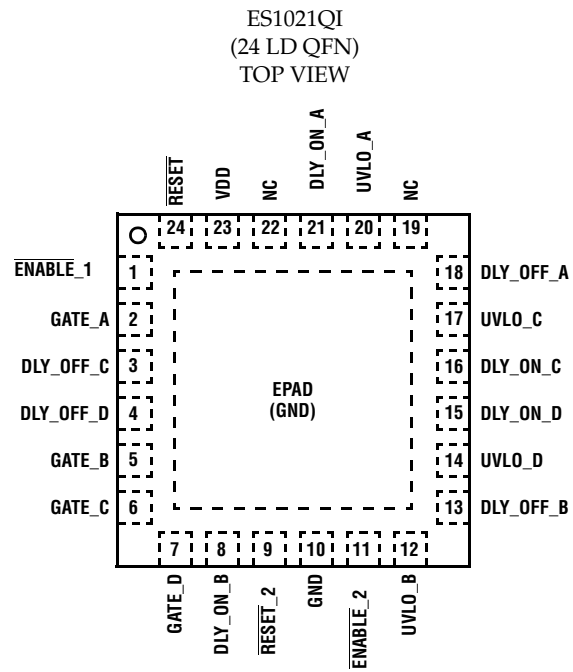 ES1021QI
(24 LD QFN)
TOP VIEW
RESET
VDD
NC
DLY_ON_A
UVLO_A
NC
24 23 22 21 20 19
ENABLE_1 1
GATE_A 2
DLY_OFF_C 3
DLY_OFF_D 4
GATE_B 5
GATE_C 6
EPAD
(GND)
18 DLY_OFF_A
17 UVLO_C
16 DLY_ON_C
15 DLY_ON_D
14 UVLO_D
13 DLY_OFF_B
7 8 9 10 11 12
GATE_D
DLY_ON_B
RESET_2
GND
ENABLE_2
UVLO_B